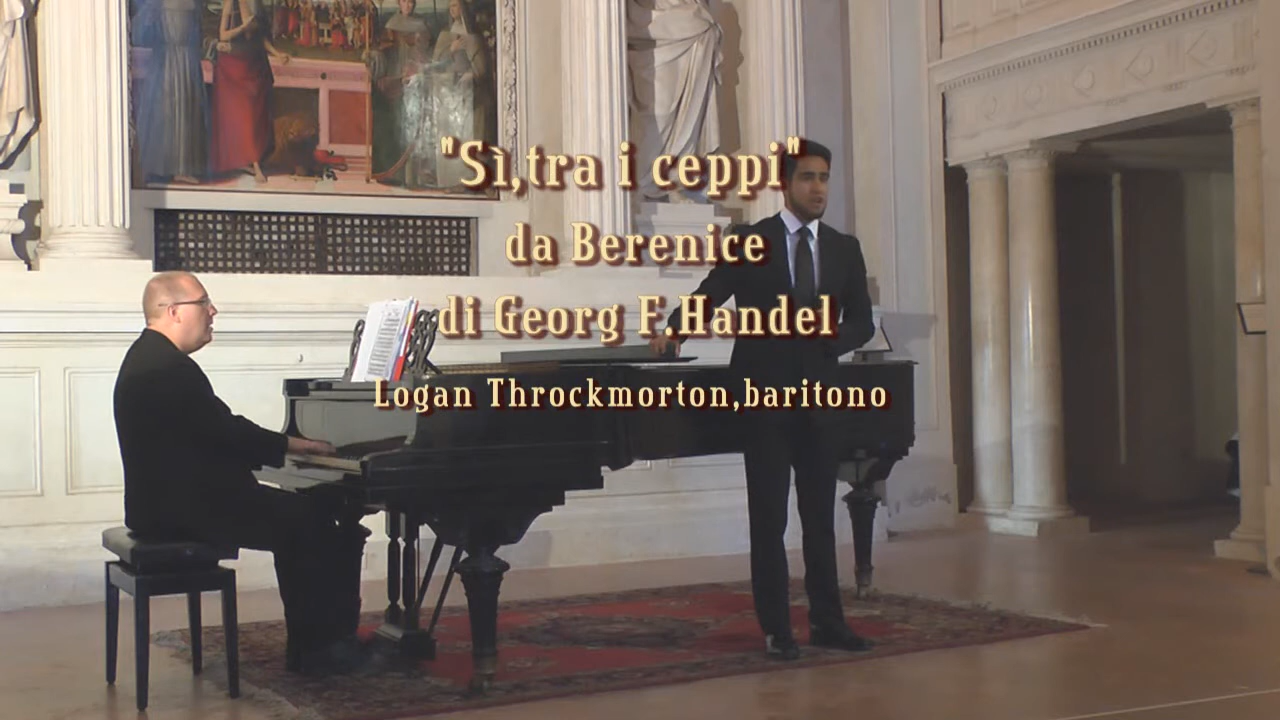 "Sì,tra i ceppi"
da Berenice
di Georg F.Handel
Logan Throckmorton,baritono